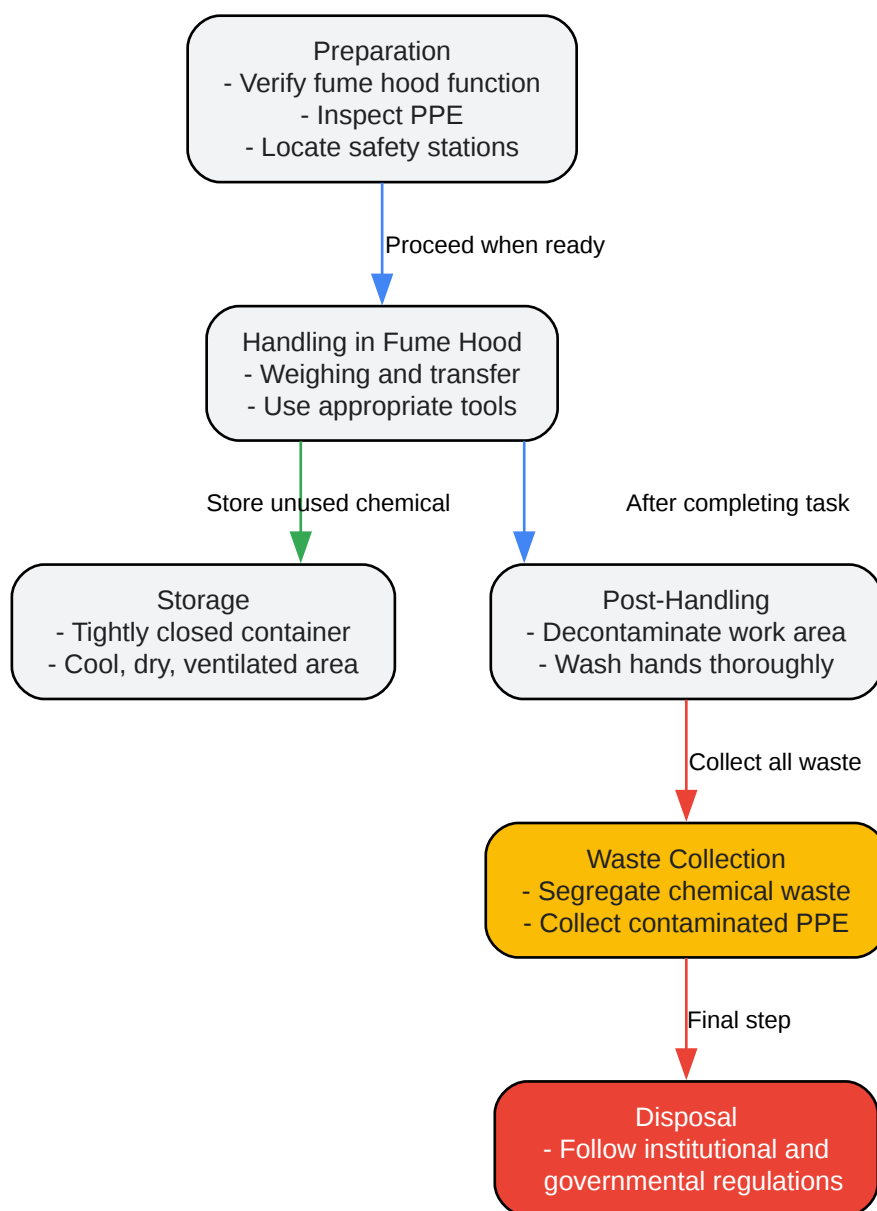 Preparation
- Verify fume hood function
- Inspect PPE
- Locate safety stations
Proceed when ready
Handling in Fume Hood
- Weighing and transfer
- Use appropriate tools
Store unused chemical
After completing task
Storage
- Tightly closed container
- Cool, dry, ventilated area
Post-Handling
- Decontaminate work area
- Wash hands thoroughly
Collect all waste
Waste Collection
- Segregate chemical waste
- Collect contaminated PPE
Final step
Disposal
- Follow institutional and
governmental regulations